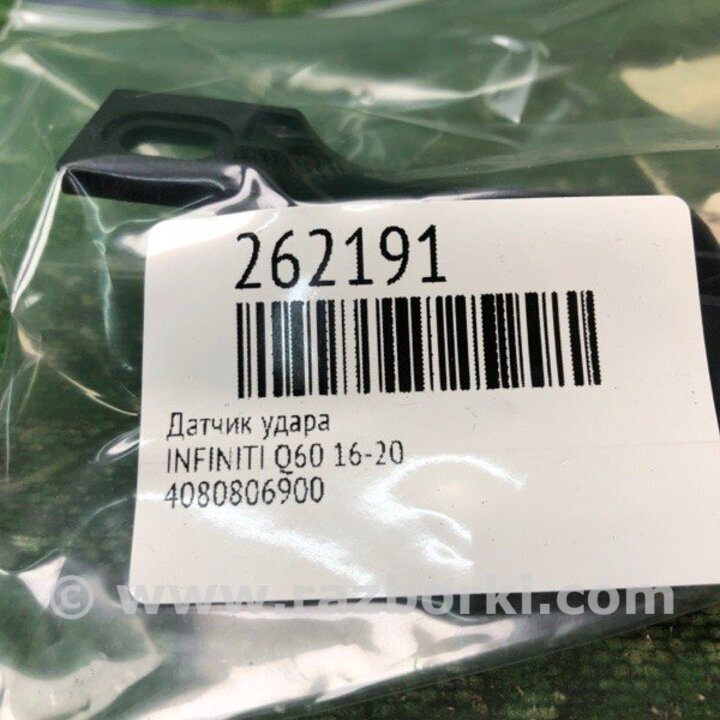 262191
Датчик удара
INFINITI Q60 16-20
4080806900
© www.razborki.com